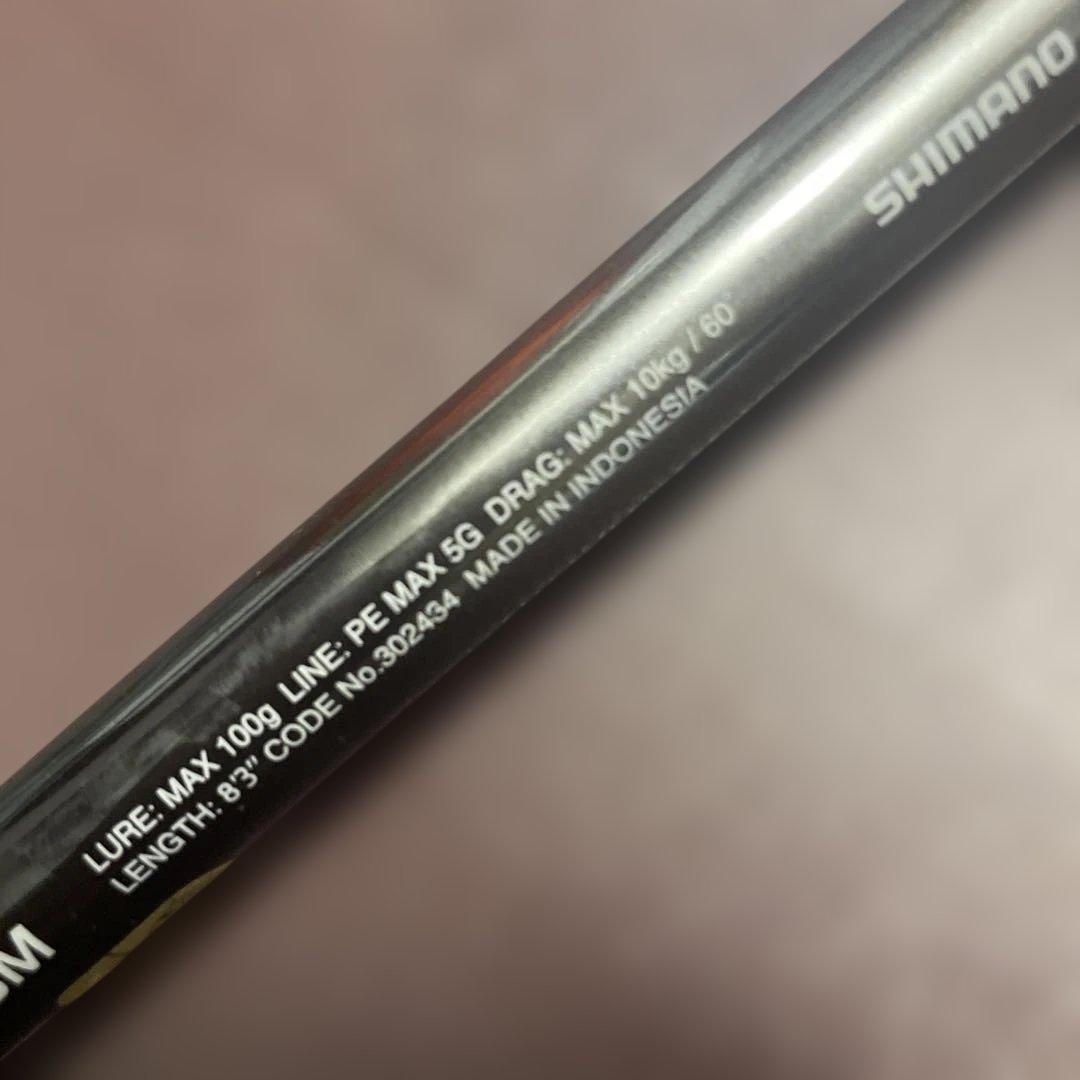 SHIMANO
LURE: MAX 100g LINE: PE MAX 5G DRAG: MAX 10kg / 60°
LENGTH: 8'3" CODE No.302434 MADE IN INDONESIA